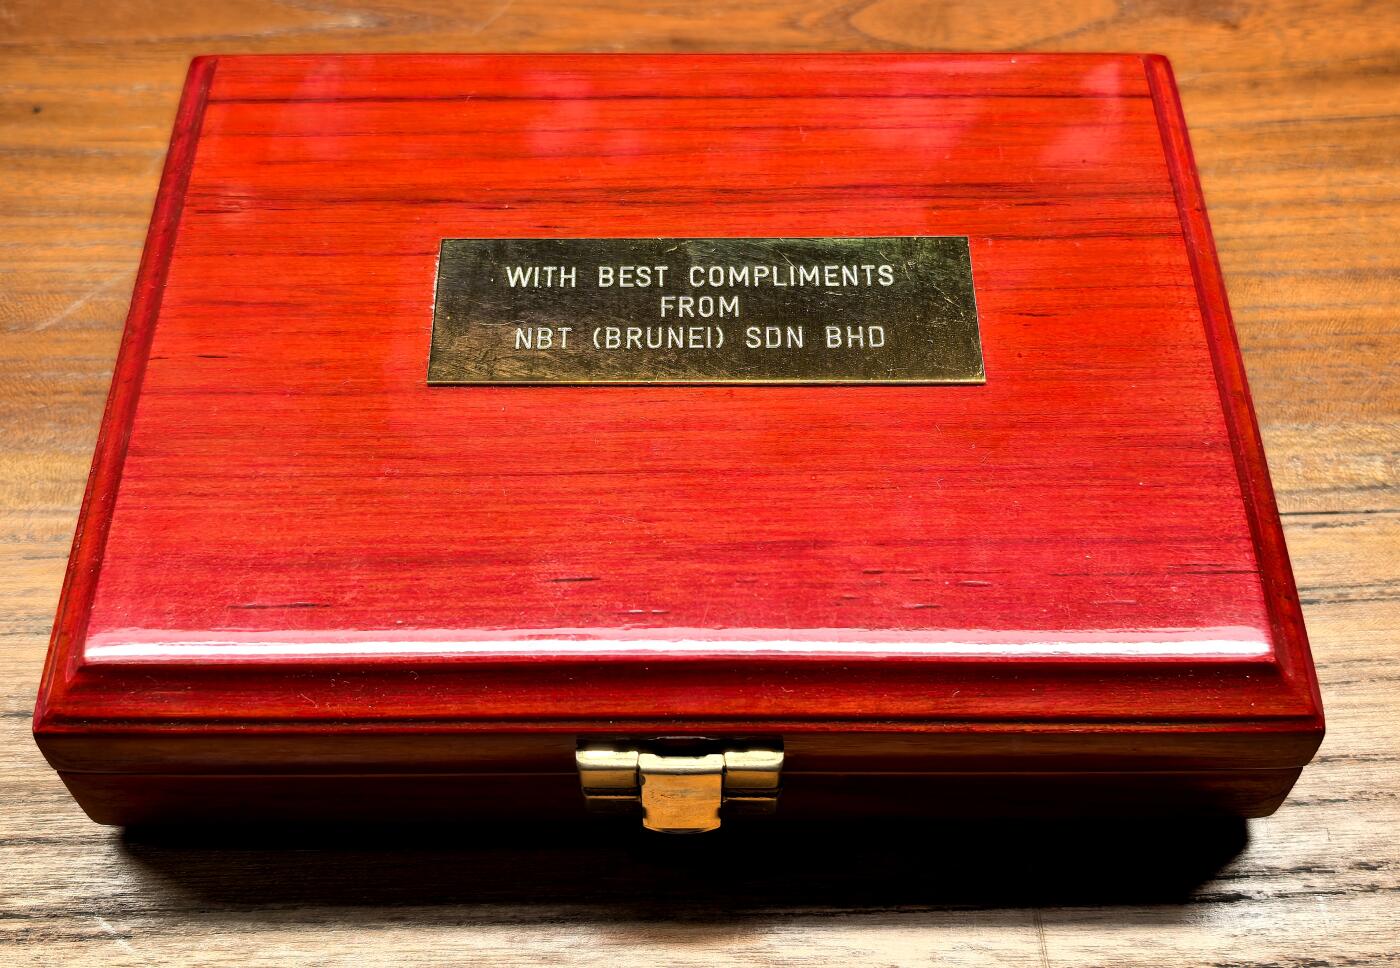 WITH BEST COMPLIMENTS
FROM
NBT (BRUNEI) SDN BHD